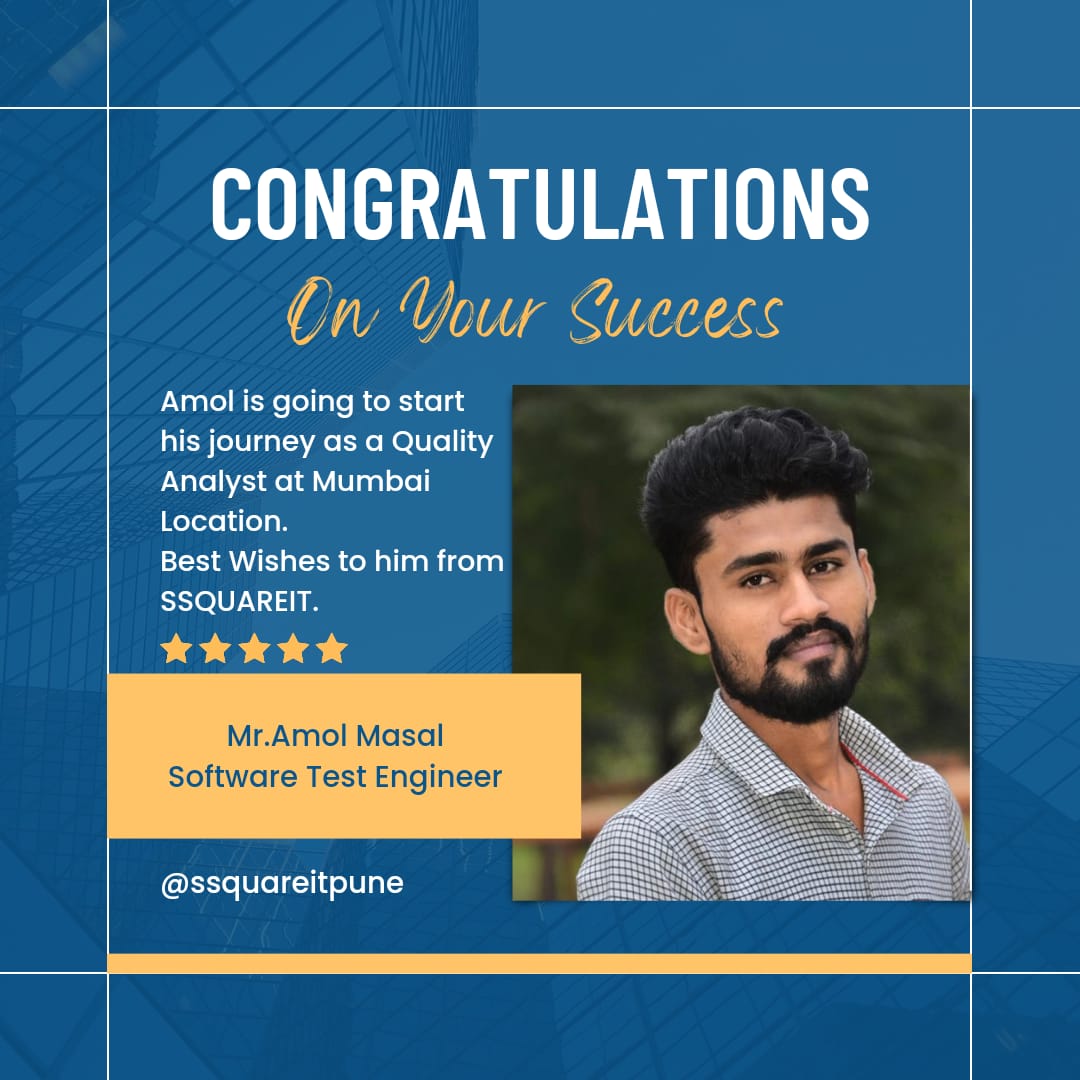 CONGRATULATIONS
On Your Success
Amol is going to start
his journey as a Quality
Analyst at Mumbai
Location.
Best Wishes to him from
SSQUAREIT.
Mr.Amol Masal
Software Test Engineer
@ssquareitpune